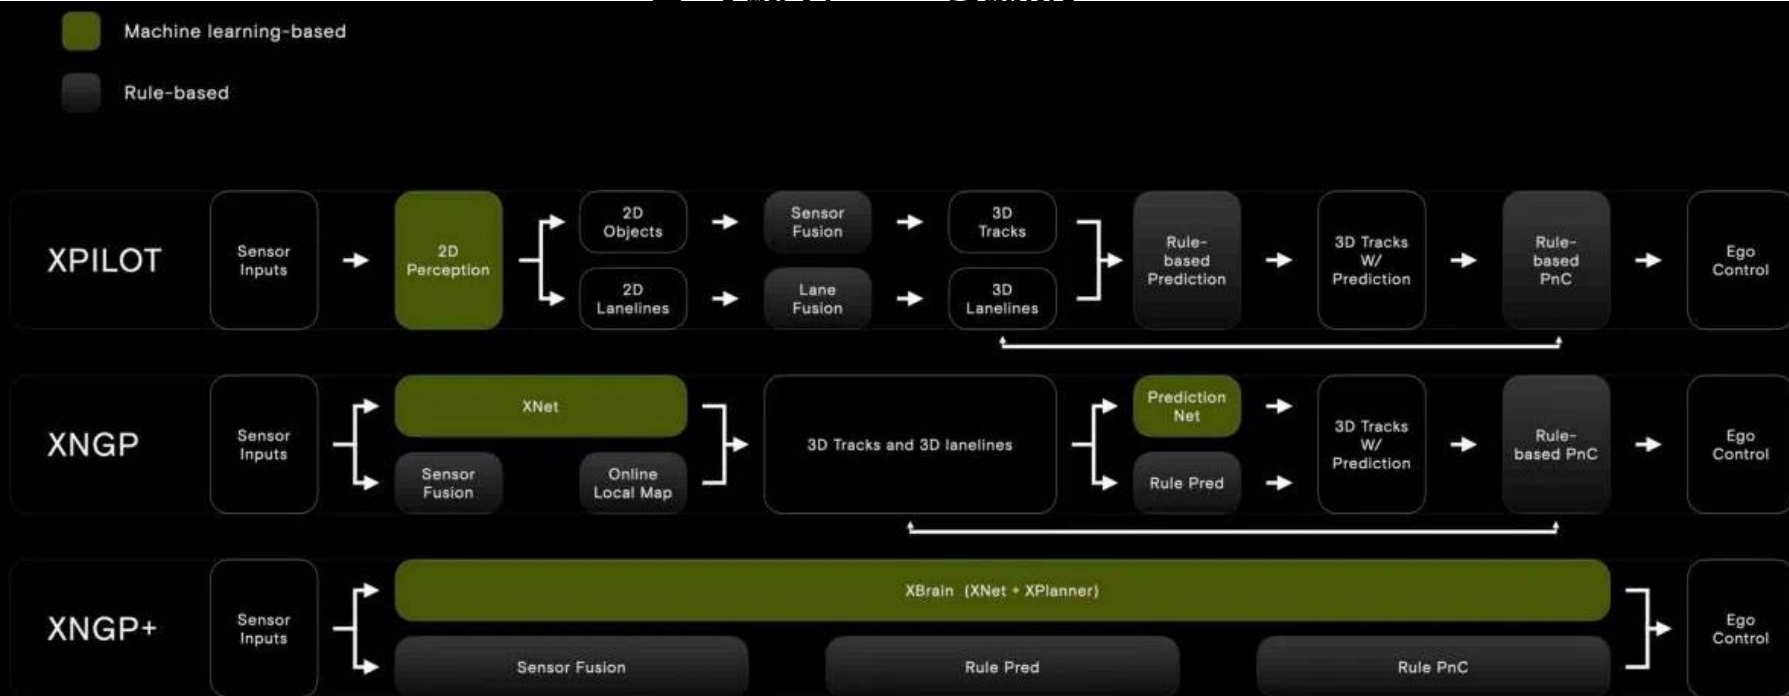 Machine learning-based
Rule-based
XPILOT
Sensor
Inputs
2D
Perception
2D
Objects
2D
Lanelines
Sensor
Fusion
Lane
Fusion
3D
Tracks
3D
Lanelines
Rule-
based
Prediction
3D Tracks
W/
Prediction
Rule-
based
PnC
Ego
Control
XNGP
Sensor
Inputs
XNet
Sensor
Fusion
Online
Local Map
3D Tracks and 3D lanelines
Prediction
Net
Rule Pred
3D Tracks
W/
Prediction
Rule-
based PnC
Ego
Control
XNGP+
Sensor
Inputs
XBrain (XNet + XPlanner)
Sensor Fusion
Rule Pred
Rule PnC
Ego
Control